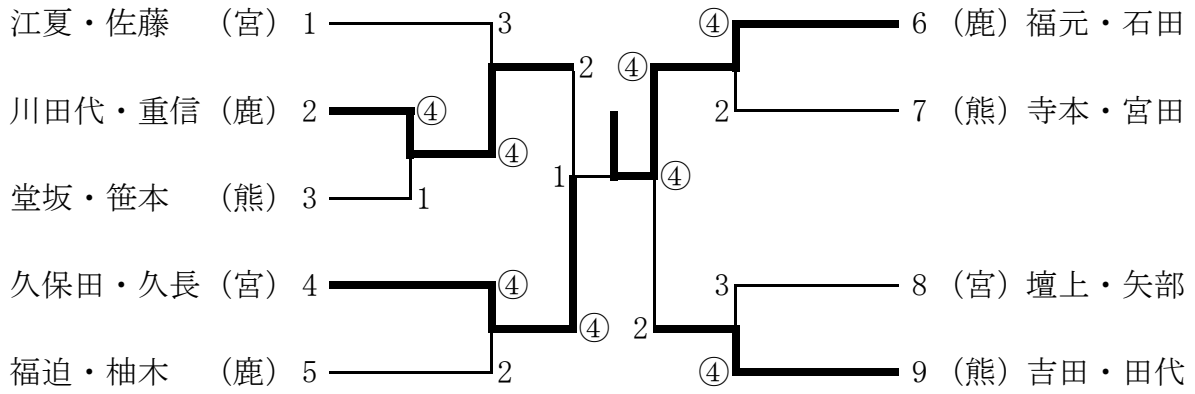 江夏・佐藤 （宮） 1
3
川田代・重信（鹿） 2
④
④
堂坂・笹本 （熊） 3
1
2
久保田・久長（宮） 4
④
④
福迫・柚木 （鹿） 5
2
1
④
④
④ 6 （鹿）福元・石田
2 7 （熊）寺本・宮田
2
3 8 （宮）壇上・矢部
④ 9 （熊）吉田・田代